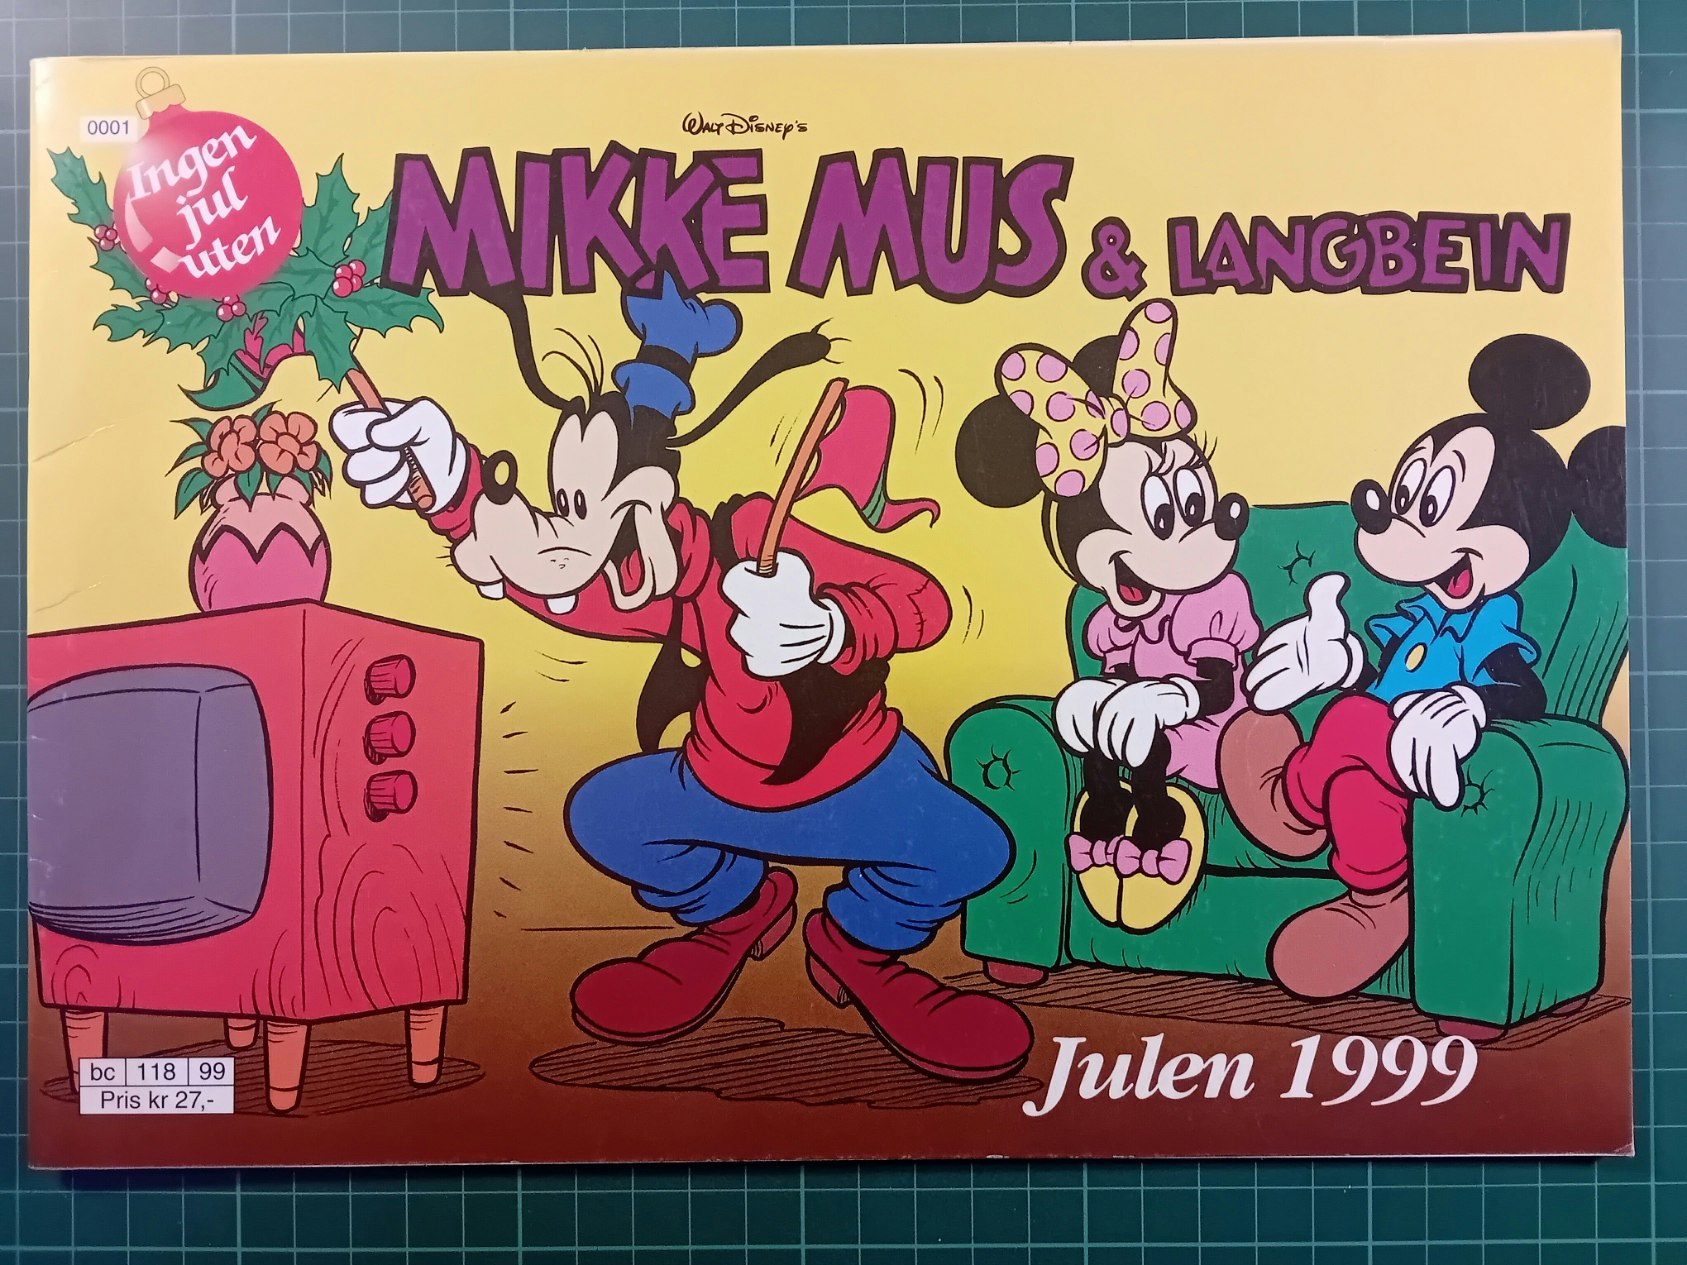 0001
Ingen
jul
uten
WALT DISNEY'S
MIKKE MUS & LANGBEIN
Julen 1999
bc 118 99
Pris kr 27,-